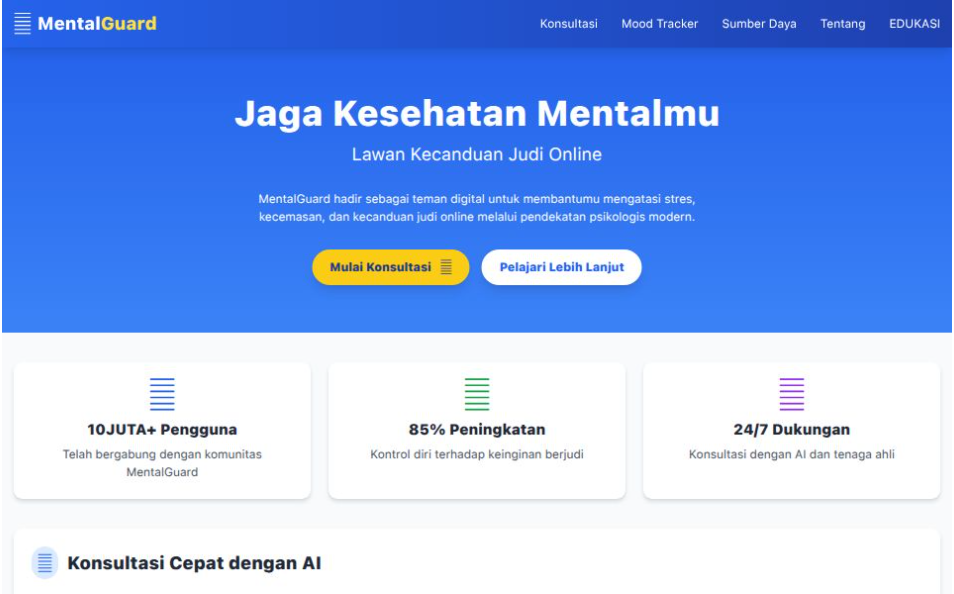 MentalGuard
Konsultasi
Mood Tracker
Sumber Daya
Tentang
EDUKASI
Jaga Kesehatan Mentalmu
Lawan Kecanduan Judi Online
MentalGuard hadir sebagai teman digital untuk membantumu mengatasi stres,
kecemasan, dan kecanduan judi online melalui pendekatan psikologis modern.
Mulai Konsultasi
Pelajari Lebih Lanjut
10JUTA+ Pengguna
Telah bergabung dengan komunitas
MentalGuard
85% Peningkatan
Kontrol diri terhadap keinginan berjudi
24/7 Dukungan
Konsultasi dengan AI dan tenaga ahli
Konsultasi Cepat dengan AI